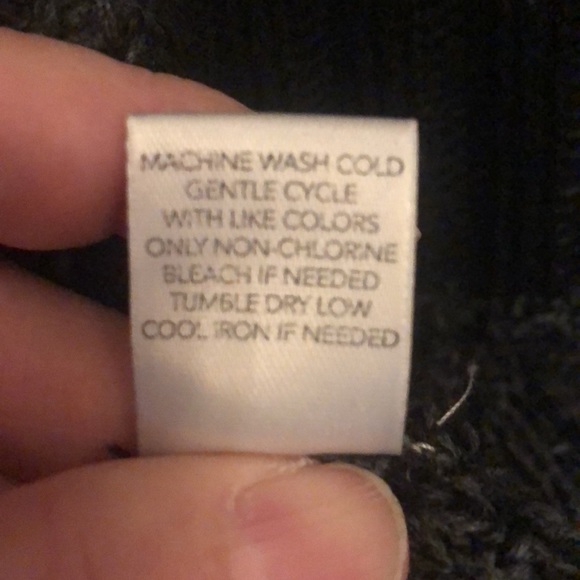 MACHINE WASH COLD
GENTLE CYCLE
WITH LIKE COLORS
ONLY NON-CHLORINE
BLEACH IF NEEDED
TUMBLE DRY LOW
COOL IRON IF NEEDED